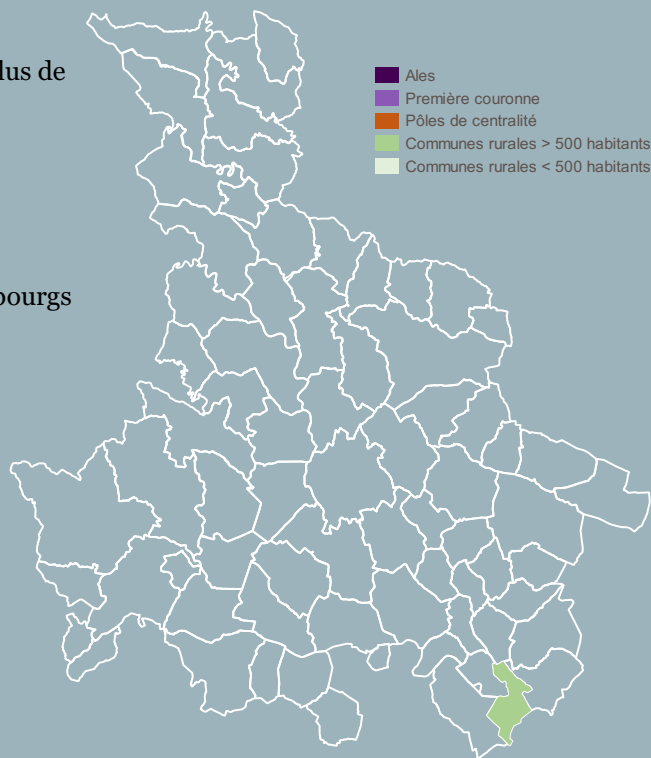 lus de
bourgs
Ales
Première couronne
Pôles de centralité
Communes rurales > 500 habitants
Communes rurales < 500 habitants